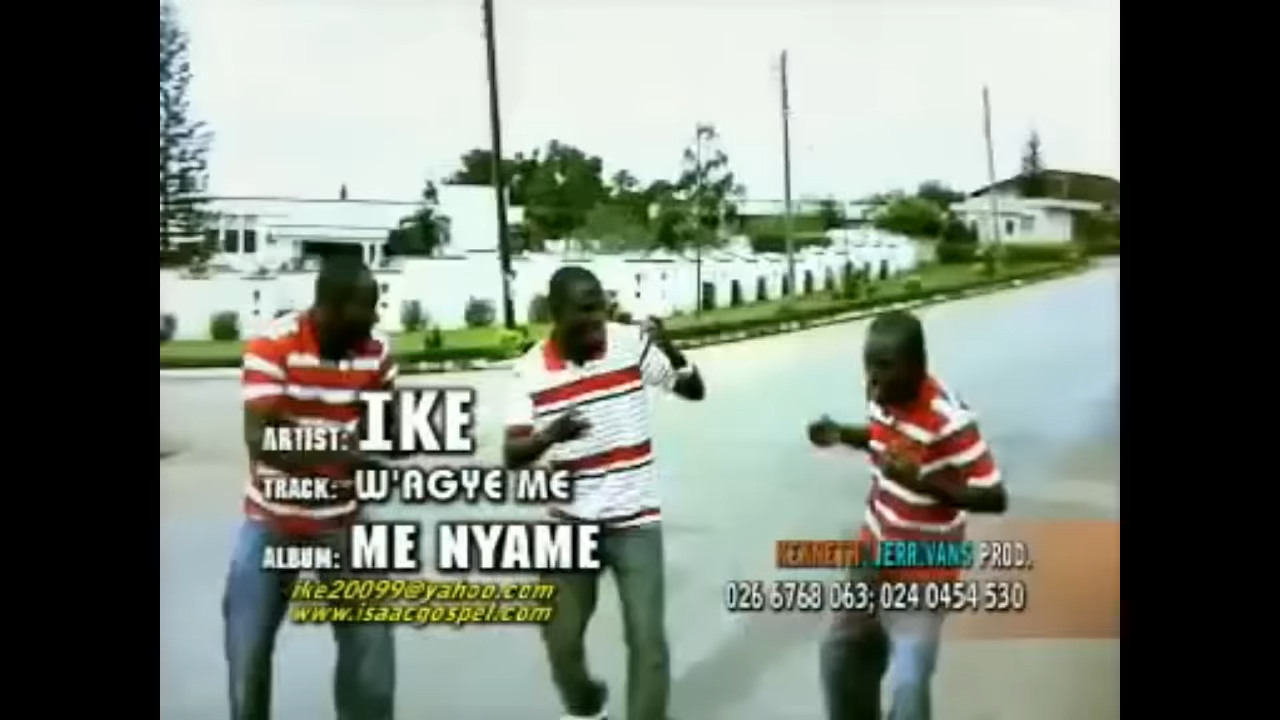 ARTIST: IKE
TRACK: W'AGYE ME
ALBUM: ME NYAME
ike20099@yahoo.com
www.isaacgospel.com
KENNETH JERR.VANS PROD.
026 6768 063; 024 0454 530